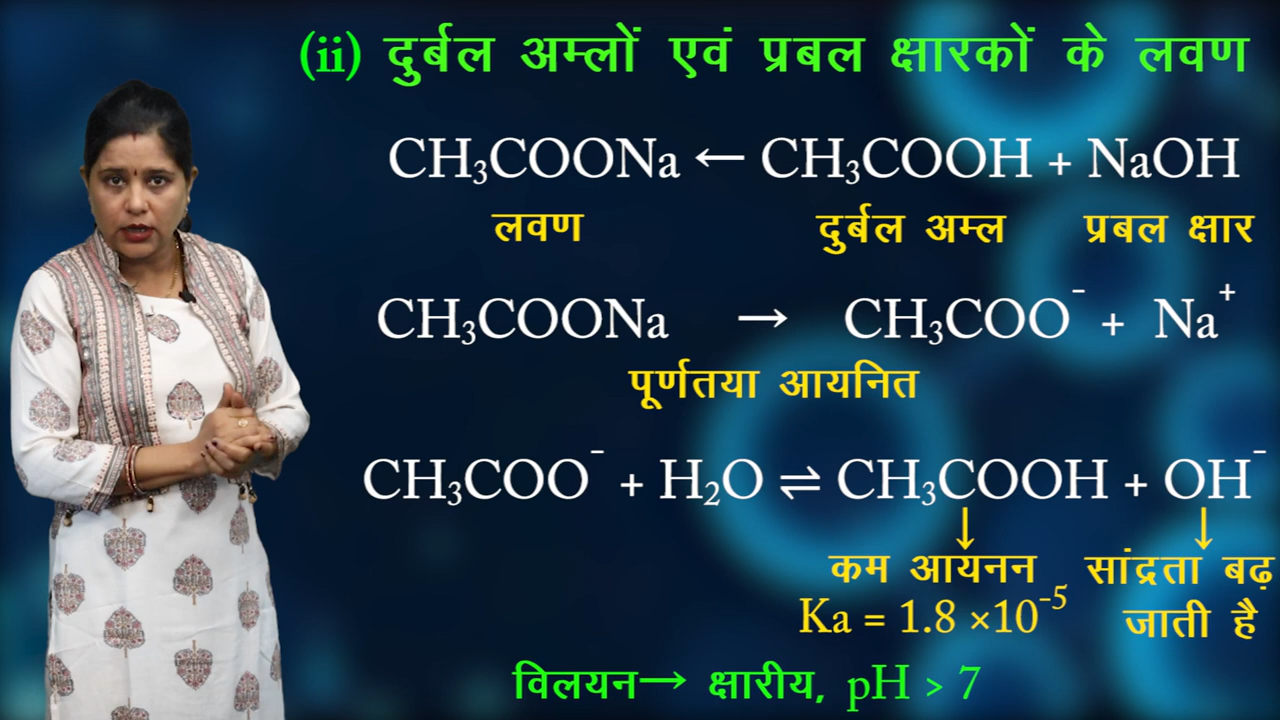 (ii) दुर्बल अम्लों एवं प्रबल क्षारकों के लवण
CH₃COONa ← CH₃COOH + NaOH
लवण दुर्बल अम्ल प्रबल क्षार
CH₃COONa → CH₃COO⁻ + Na⁺
पूर्णतया आयनित
CH₃COO⁻ + H₂O ⇌ CH₃COOH + OH⁻
↓ ↓
कम आयनन सांद्रता बढ़
Ka = 1.8 ×10⁻⁵ जाती है
विलयन→ क्षारीय, pH > 7